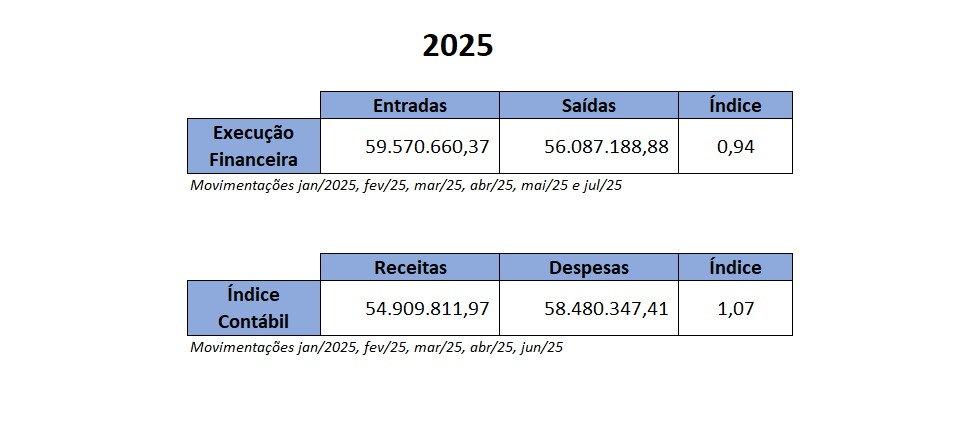 2025
Entradas Saídas Índice
Execução
Financeira 59.570.660,37 56.087.188,88 0,94
Movimentações jan/2025, fev/25, mar/25, abr/25, mai/25 e jul/25
Receitas Despesas Índice
Índice
Contábil 54.909.811,97 58.480.347,41 1,07
Movimentações jan/2025, fev/25, mar/25, abr/25, jun/25